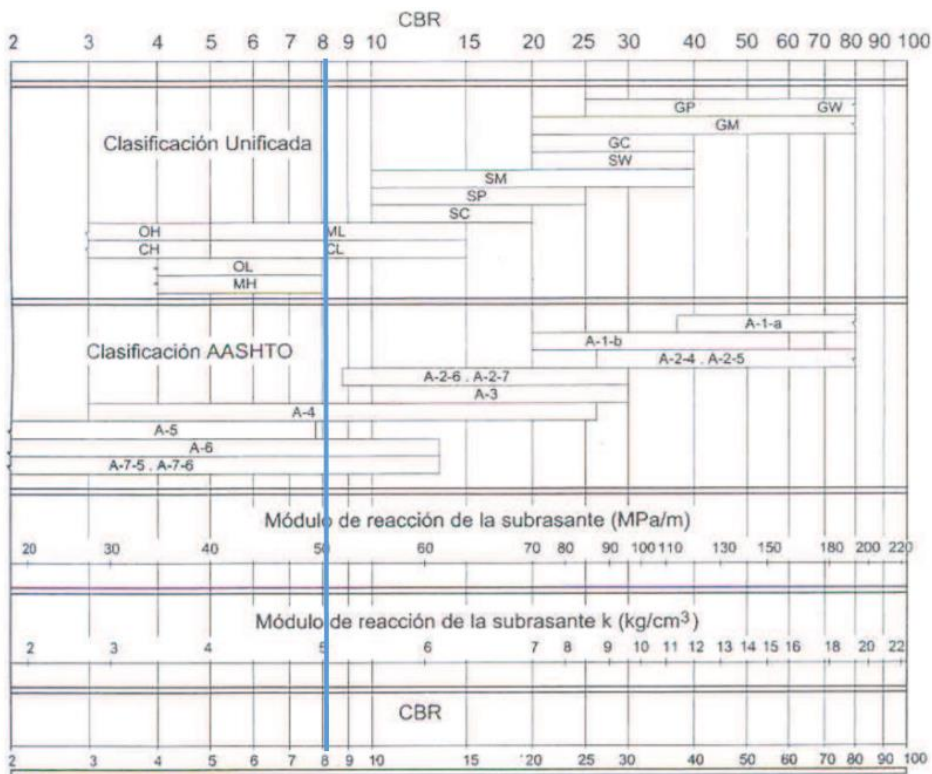 CBR
2 3 4 5 6 7 8 9 10 15 20 25 30 40 50 60 70 80 90 100
GP GW
GM
Clasificación Unificada
GC
SW
SM
SP
SC
OH ML
CH CL
OL
MH
A-1-a
A-1-b
Clasificación AASHTO
A-2-4 . A-2-5
A-2-6 . A-2-7
A-3
A-4
A-5
A-6
A-7-5 . A-7-6
Módulo de reacción de la subrasante (MPa/m)
20 30 40 50 60 70 80 90 100 110 130 150 180 200 220
Módulo de reacción de la subrasante k (kg/cm³)
2 3 4 5 6 7 8 9 10 11 12 13 14 15 16 18 20 22
CBR
2 3 4 5 6 7 8 9 10 15 20 25 30 40 50 60 70 80 90 100